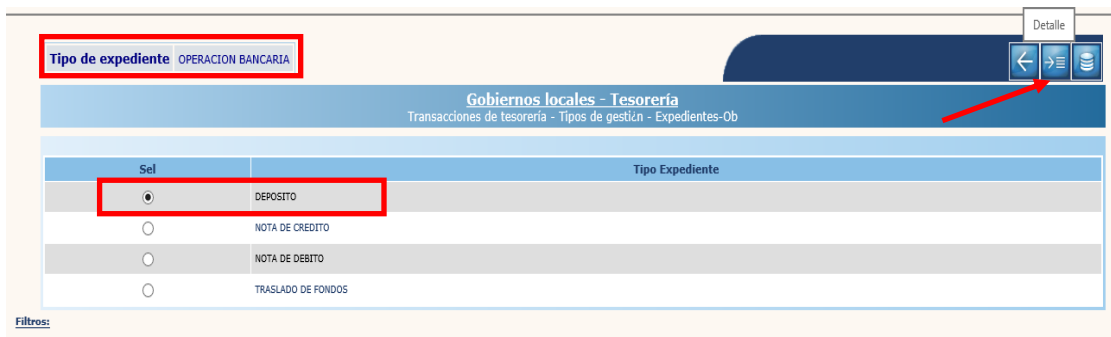 Detalle
Tipo de expediente OPERACION BANCARIA
Gobiernos locales - Tesorería
Transacciones de tesoreria - Tipos de gesti¿n - Expedientes-Ob
Sel Tipo Expediente
DEPOSITO
NOTA DE CREDITO
NOTA DE DEBITO
TRASLADO DE FONDOS
Filtros: